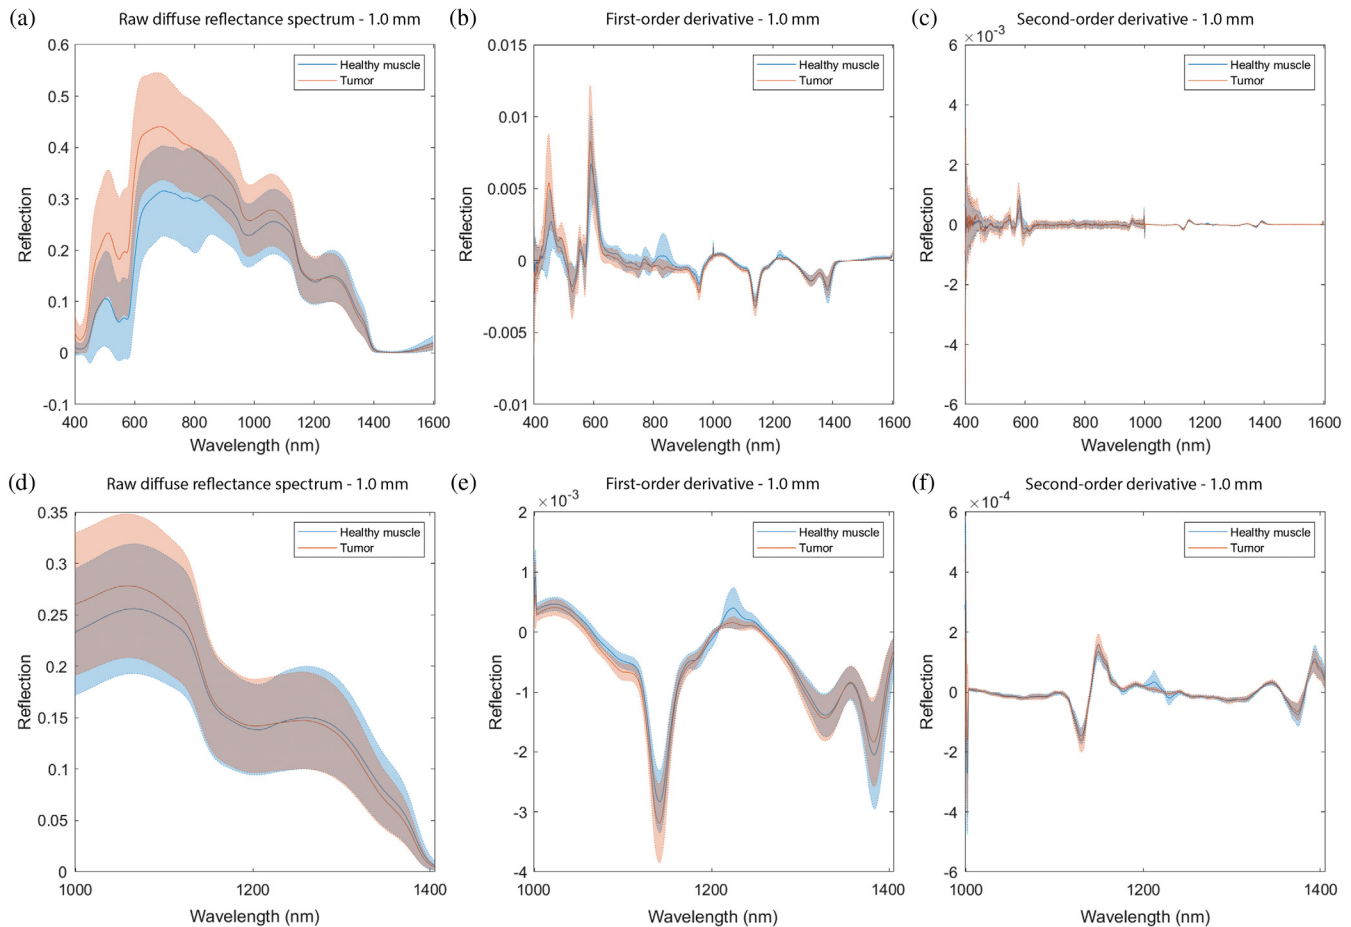 (a) Raw diffuse reflectance spectrum - 1.0 mm
0.6
0.5
0.4
0.3
0.2
0.1
0
-0.1
Reflection
Healthy muscle
Tumor
400 600 800 1000 1200 1400 1600
Wavelength (nm)
(b) First-order derivative - 1.0 mm
0.015
0.01
0.005
0
-0.005
-0.01
Reflection
Healthy muscle
Tumor
400 600 800 1000 1200 1400 1600
Wavelength (nm)
(c) Second-order derivative - 1.0 mm
×10⁻³
6
4
2
0
-2
-4
-6
Reflection
Healthy muscle
Tumor
400 600 800 1000 1200 1400 1600
Wavelength (nm)
(d) Raw diffuse reflectance spectrum - 1.0 mm
0.35
0.3
0.25
0.2
0.15
0.1
0.05
0
Reflection
Healthy muscle
Tumor
1000 1200 1400
Wavelength (nm)
(e) First-order derivative - 1.0 mm
×10⁻³
2
1
0
-1
-2
-3
-4
Reflection
Healthy muscle
Tumor
1000 1200 1400
Wavelength (nm)
(f) Second-order derivative - 1.0 mm
×10⁻⁴
6
4
2
0
-2
-4
-6
Reflection
Healthy muscle
Tumor
1000 1200 1400
Wavelength (nm)